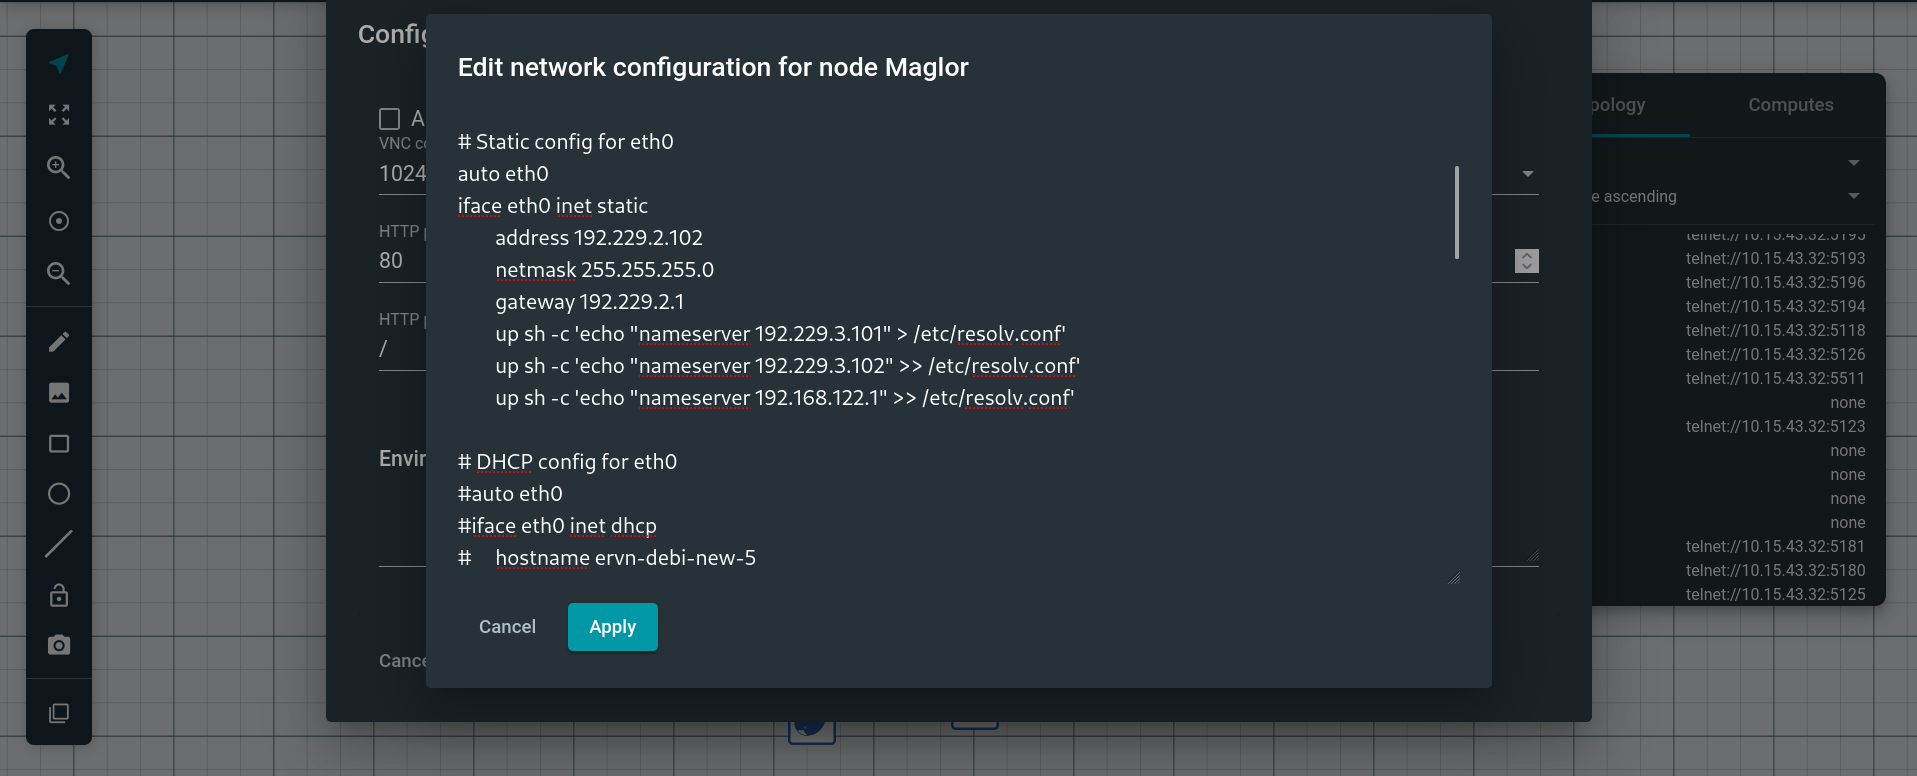 Config
Edit network configuration for node Maglor
# Static config for eth0
auto eth0
iface eth0 inet static
address 192.229.2.102
netmask 255.255.255.0
gateway 192.229.2.1
up sh -c 'echo "nameserver 192.229.3.101" > /etc/resolv.conf'
up sh -c 'echo "nameserver 192.229.3.102" >> /etc/resolv.conf'
up sh -c 'echo "nameserver 192.168.122.1" >> /etc/resolv.conf'
# DHCP config for eth0
#auto eth0
#iface eth0 inet dhcp
# hostname ervn-debi-new-5
Cancel
Apply
A
VNC co
1024
HTTP p
80
HTTP p
/
Envir
Cance
pology
Computes
e ascending
telnet://10.15.43.32:5195
telnet://10.15.43.32:5193
telnet://10.15.43.32:5196
telnet://10.15.43.32:5194
telnet://10.15.43.32:5118
telnet://10.15.43.32:5126
telnet://10.15.43.32:5511
none
telnet://10.15.43.32:5123
none
none
none
none
telnet://10.15.43.32:5181
telnet://10.15.43.32:5180
telnet://10.15.43.32:5125